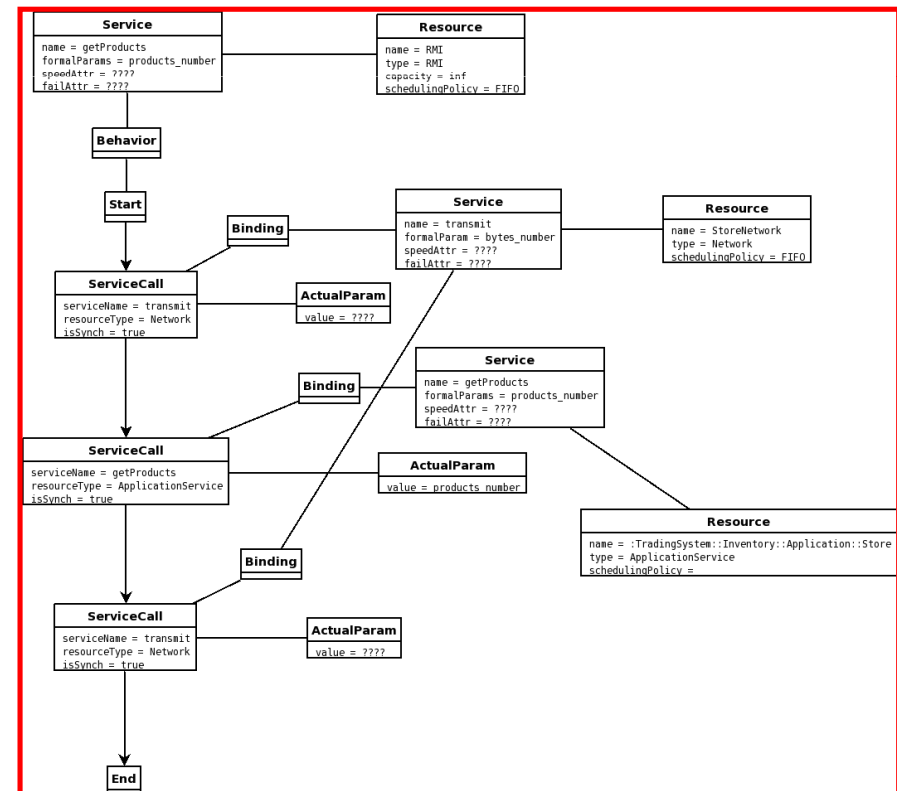 Service
name = getProducts
formalParams = products_number
speedAttr = ????
failAttr = ????
Resource
name = RMI
type = RMI
capacity = inf
schedulingPolicy = FIFO
Behavior
Start
Binding
Service
name = transmit
formalParam = bytes_number
speedAttr = ????
failAttr = ????
Resource
name = StoreNetwork
type = Network
schedulingPolicy = FIFO
ServiceCall
serviceName = transmit
resourceType = Network
isSynch = true
ActualParam
value = ????
Binding
Service
name = getProducts
formalParams = products_number
speedAttr = ????
failAttr = ????
ServiceCall
serviceName = getProducts
resourceType = ApplicationService
isSynch = true
ActualParam
value = products_number
Resource
name = :TradingSystem::Inventory::Application::Store
type = ApplicationService
schedulingPolicy =
Binding
ServiceCall
serviceName = transmit
resourceType = Network
isSynch = true
ActualParam
value = ????
End